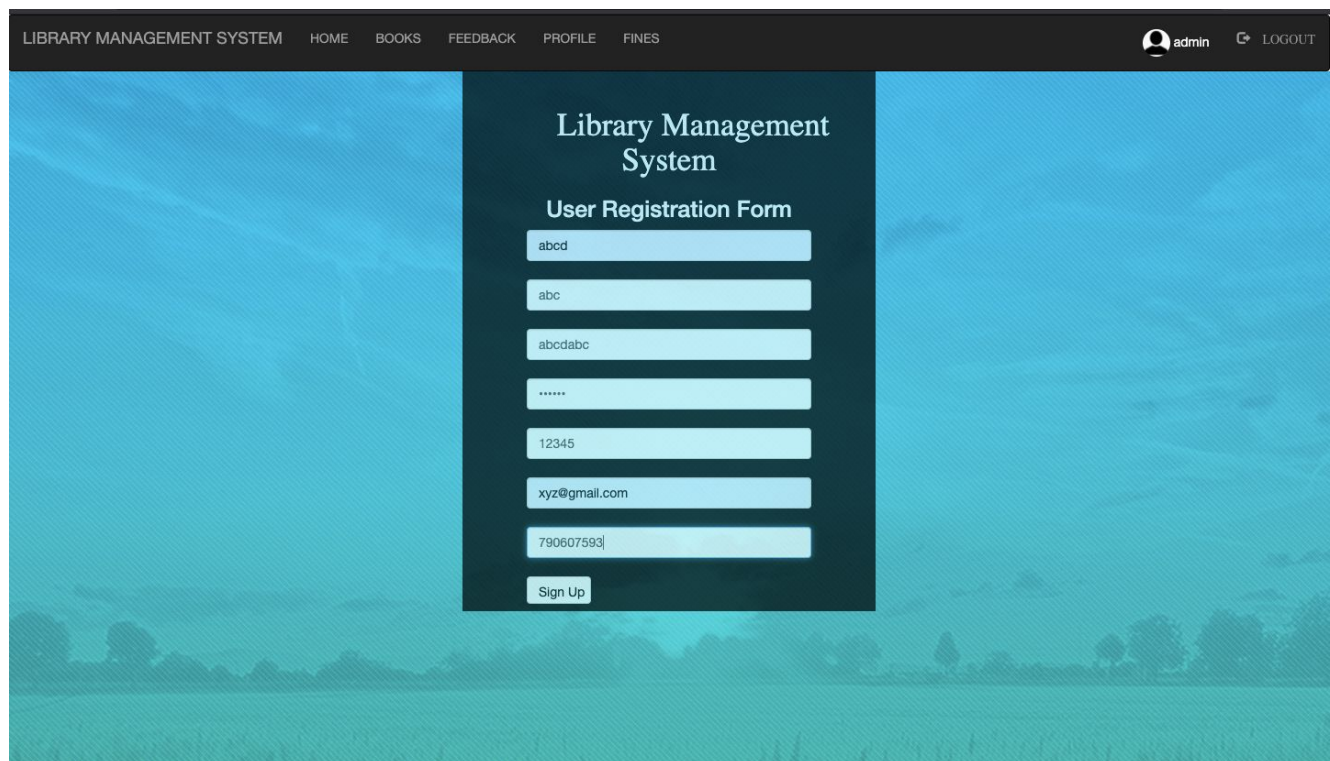 LIBRARY MANAGEMENT SYSTEM HOME BOOKS FEEDBACK PROFILE FINES admin LOGOUT
Library Management
System
User Registration Form
abcd
abc
abcdabc
••••••
12345
xyz@gmail.com
790607593
Sign Up